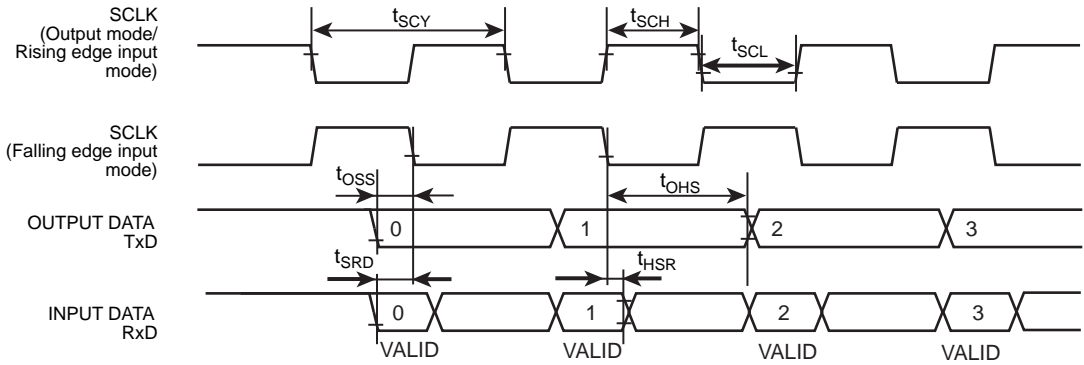 SCLK
(Output mode/
Rising edge input
mode)
tSCY
tSCH
tSCL
SCLK
(Falling edge input
mode)
tOSS
tOHS
OUTPUT DATA
TxD
0
1
2
3
tSRD
tHSR
INPUT DATA
RxD
0
1
2
3
VALID
VALID
VALID
VALID